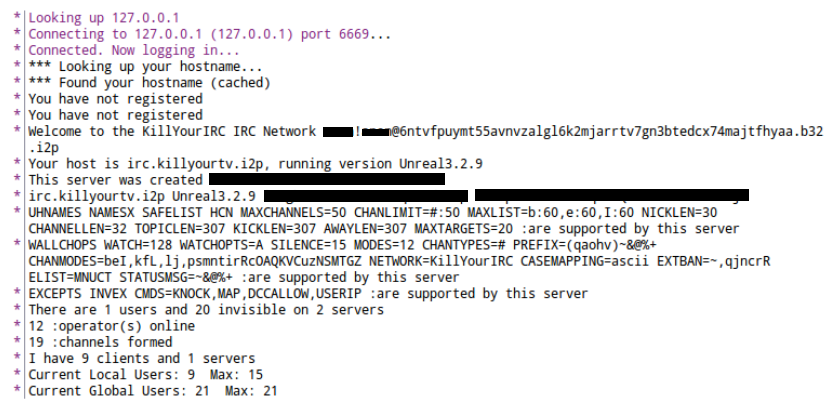 * Looking up 127.0.0.1
* Connecting to 127.0.0.1 (127.0.0.1) port 6669...
* Connected. Now logging in...
* *** Looking up your hostname...
* *** Found your hostname (cached)
* You have not registered
* You have not registered
* Welcome to the KillYourIRC IRC Network ! @6ntvfpuymt55avnvzalgl6k2mjarrtv7gn3btedcx74majtfhyaa.b32
.i2p
* Your host is irc.killyourtv.i2p, running version Unreal3.2.9
* This server was created
* irc.killyourtv.i2p Unreal3.2.9
* UHNAMES NAMESX SAFELIST HCN MAXCHANNELS=50 CHANLIMIT=#:50 MAXLIST=b:60,e:60,I:60 NICKLEN=30
CHANNELLEN=32 TOPICLEN=307 KICKLEN=307 AWAYLEN=307 MAXTARGETS=20 :are supported by this server
* WALLCHOPS WATCH=128 WATCHOPTS=A SILENCE=15 MODES=12 CHANTYPES=# PREFIX=(qaohv)~&@%+
CHANMODES=beI,kfL,lj,psmntirRcOAQKVCuzNSMTGZ NETWORK=KillYourIRC CASEMAPPING=ascii EXTBAN=~,qjncrR
ELIST=MNUCT STATUSMSG=~&@%+ :are supported by this server
* EXCEPTS INVEX CMDS=KNOCK,MAP,DCCALLOW,USERIP :are supported by this server
* There are 1 users and 20 invisible on 2 servers
* 12 :operator(s) online
* 19 :channels formed
* I have 9 clients and 1 servers
* Current Local Users: 9  Max: 15
* Current Global Users: 21  Max: 21